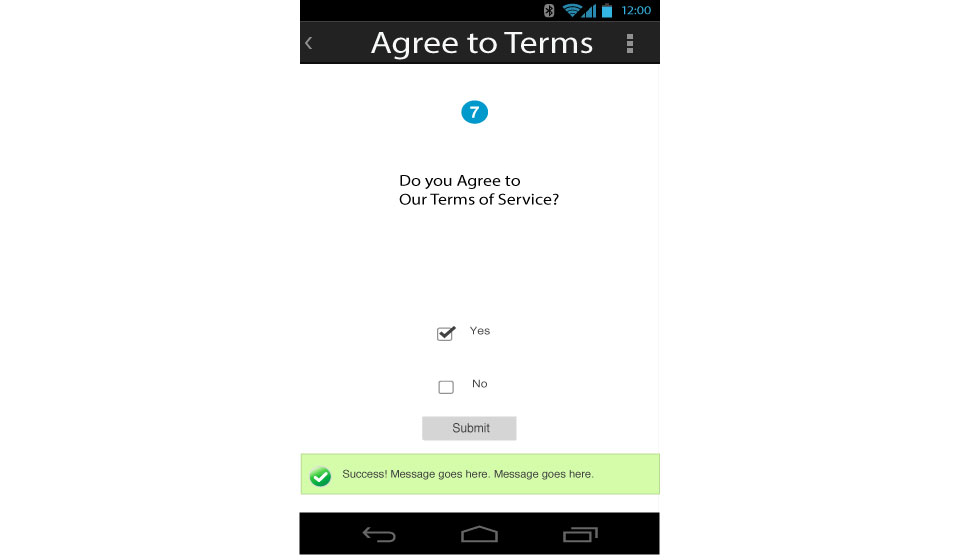 12:00
Agree to Terms
7
Do you Agree to
Our Terms of Service?
Yes
No
Submit
Success! Message goes here. Message goes here.